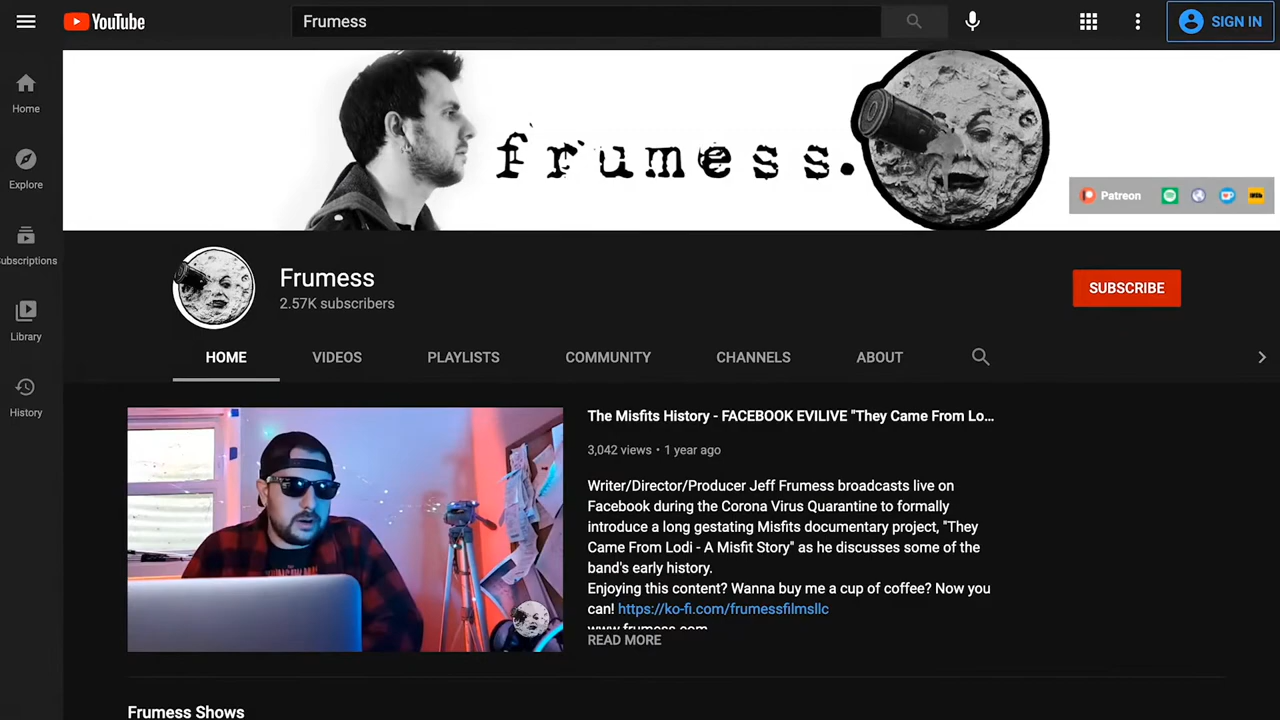 YouTube
Frumess
SIGN IN
Home
Explore
Subscriptions
Library
History
frumess.
Patreon
Frumess
2.57K subscribers
SUBSCRIBE
HOME VIDEOS PLAYLISTS COMMUNITY CHANNELS ABOUT
The Misfits History - FACEBOOK EVILIVE "They Came From Lo...
3,042 views • 1 year ago
Writer/Director/Producer Jeff Frumess broadcasts live on
Facebook during the Corona Virus Quarantine to formally
introduce a long gestating Misfits documentary project, "They
Came From Lodi - A Misfit Story" as he discusses some of the
band's early history.
Enjoying this content? Wanna buy me a cup of coffee? Now you
can! https://ko-fi.com/frumessfilmsllc
www.frumess.com
READ MORE
Frumess Shows